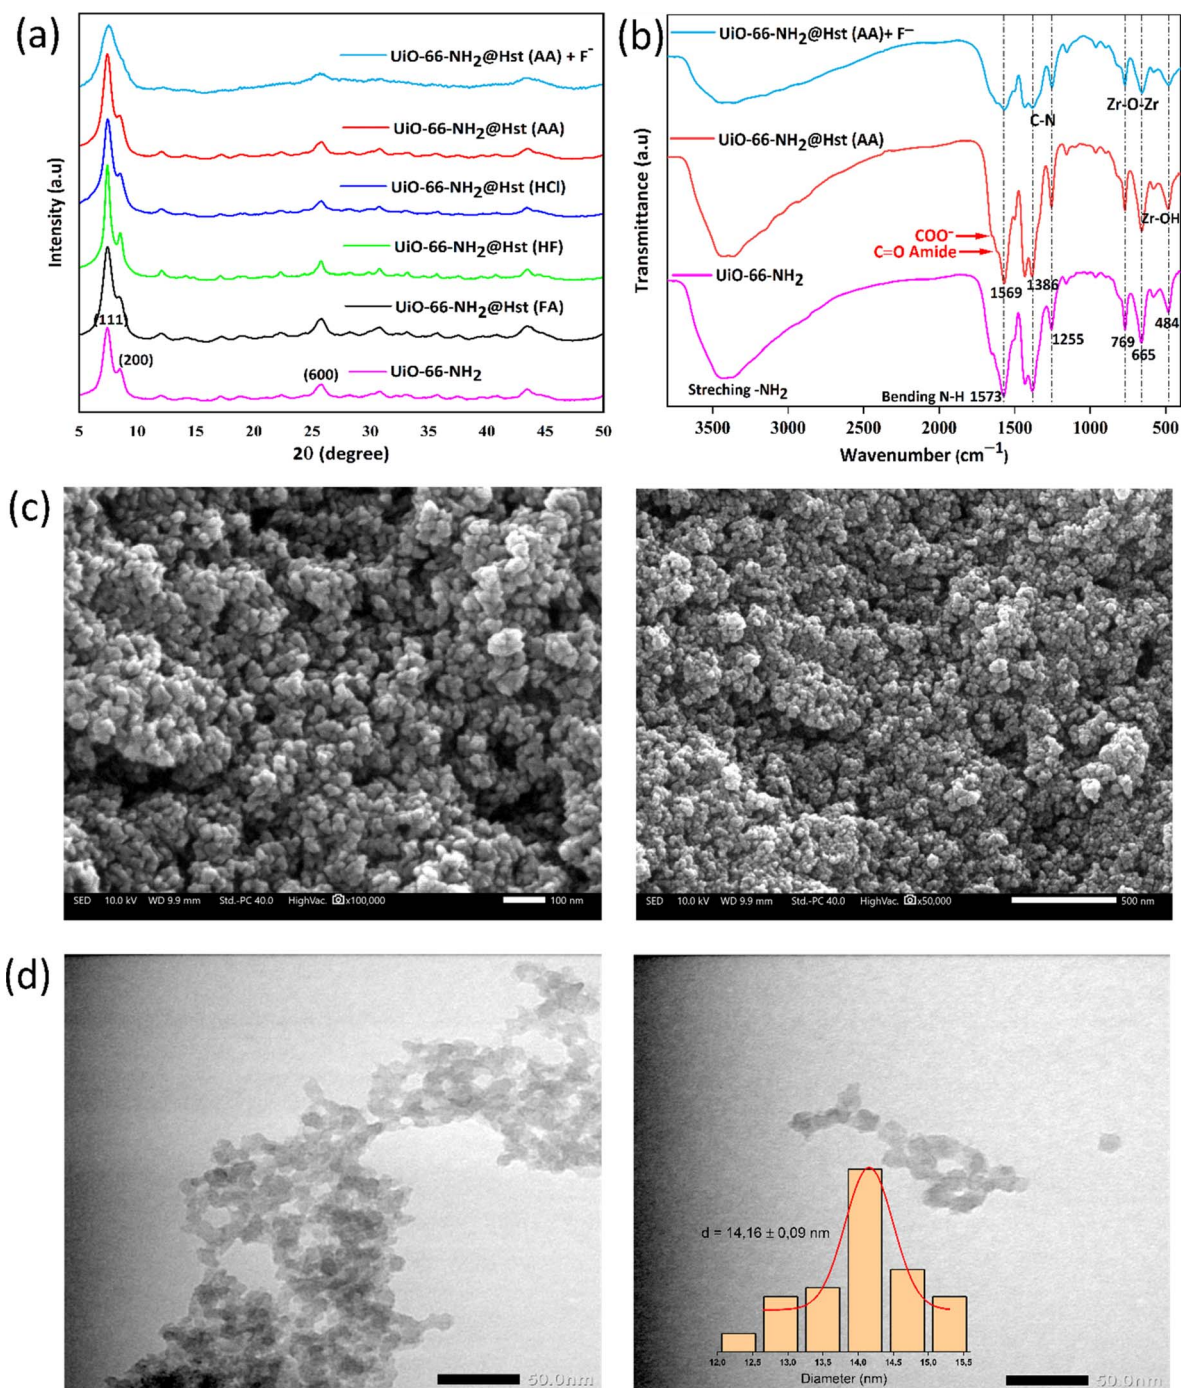 (a)
UiO-66-NH₂@Hst (AA) + F⁻
UiO-66-NH₂@Hst (AA)
UiO-66-NH₂@Hst (HCl)
UiO-66-NH₂@Hst (HF)
UiO-66-NH₂@Hst (FA)
(111)
(200)
(600)
UiO-66-NH₂
Intensity (a.u)
5 10 15 20 25 30 35 40 45 50
2θ (degree)
(b)
UiO-66-NH₂@Hst (AA)+ F⁻
C-N
Zr-O-Zr
UiO-66-NH₂@Hst (AA)
Zr-OH
COO⁻
C=O Amide
UiO-66-NH₂
1569
1386
1255
769
665
484
Streching -NH₂
Bending N-H 1573
Transmittance (a.u)
3500 3000 2500 2000 1500 1000 500
Wavenumber (cm⁻¹)
(c)
SED 10.0 kV WD 9.9 mm Std.-PC 40.0 HighVac. x100,000 100 nm
SED 10.0 kV WD 9.9 mm Std.-PC 40.0 HighVac. x50,000 500 nm
(d)
50.0nm
d = 14,16 ± 0,09 nm
12,0 12,5 13,0 13,5 14,0 14,5 15,0 15,5
Diameter (nm)
50.0nm